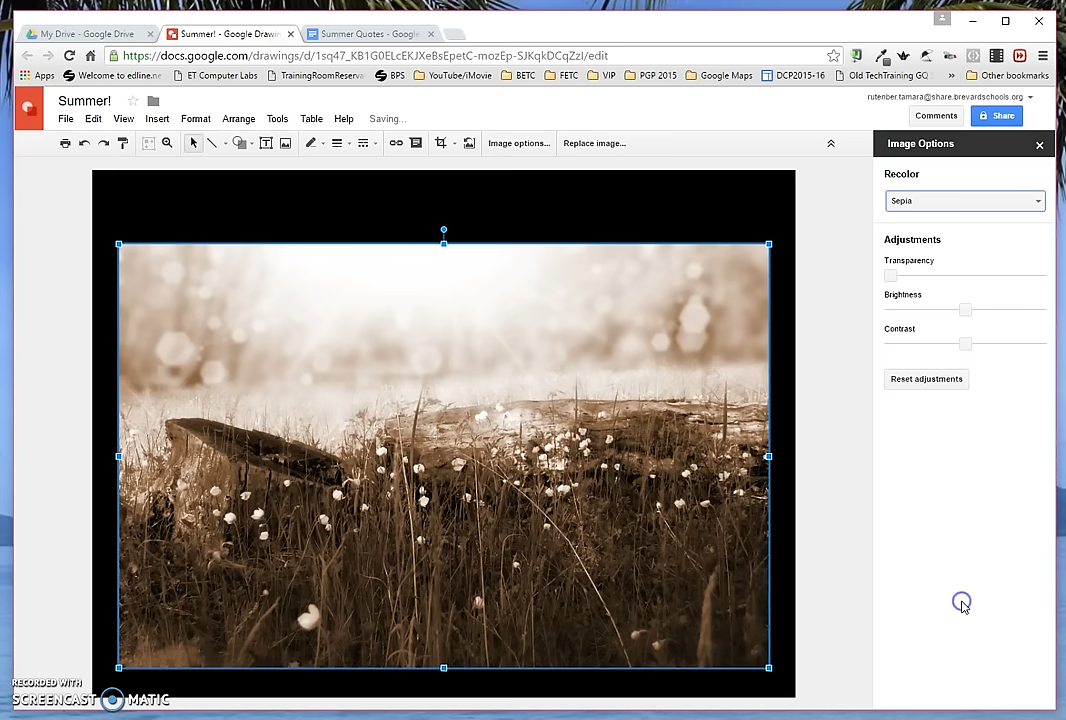 My Drive - Google Drive
Summer! - Google Drawin
Summer Quotes - Google
https://docs.google.com/drawings/d/1sq47_KB1G0ELcEKJXeBsEpetC-mozEp-SJKqkDCqZzI/edit
Apps
Welcome to edline.ne
ET Computer Labs
TrainingRoomReserva
BPS
YouTube/iMovie
BETC
FETC
VIP
PGP 2015
Google Maps
DCP2015-16
Old TechTraining GQ
»
Other bookmarks
Summer!
rutenber.tamara@share.brevardschools.org
File Edit View Insert Format Arrange Tools Table Help Saving...
Comments
Share
Image options...
Replace image...
Image Options
Recolor
Sepia
Adjustments
Transparency
Brightness
Contrast
Reset adjustments
RECORDED WITH
SCREENCAST MATIC